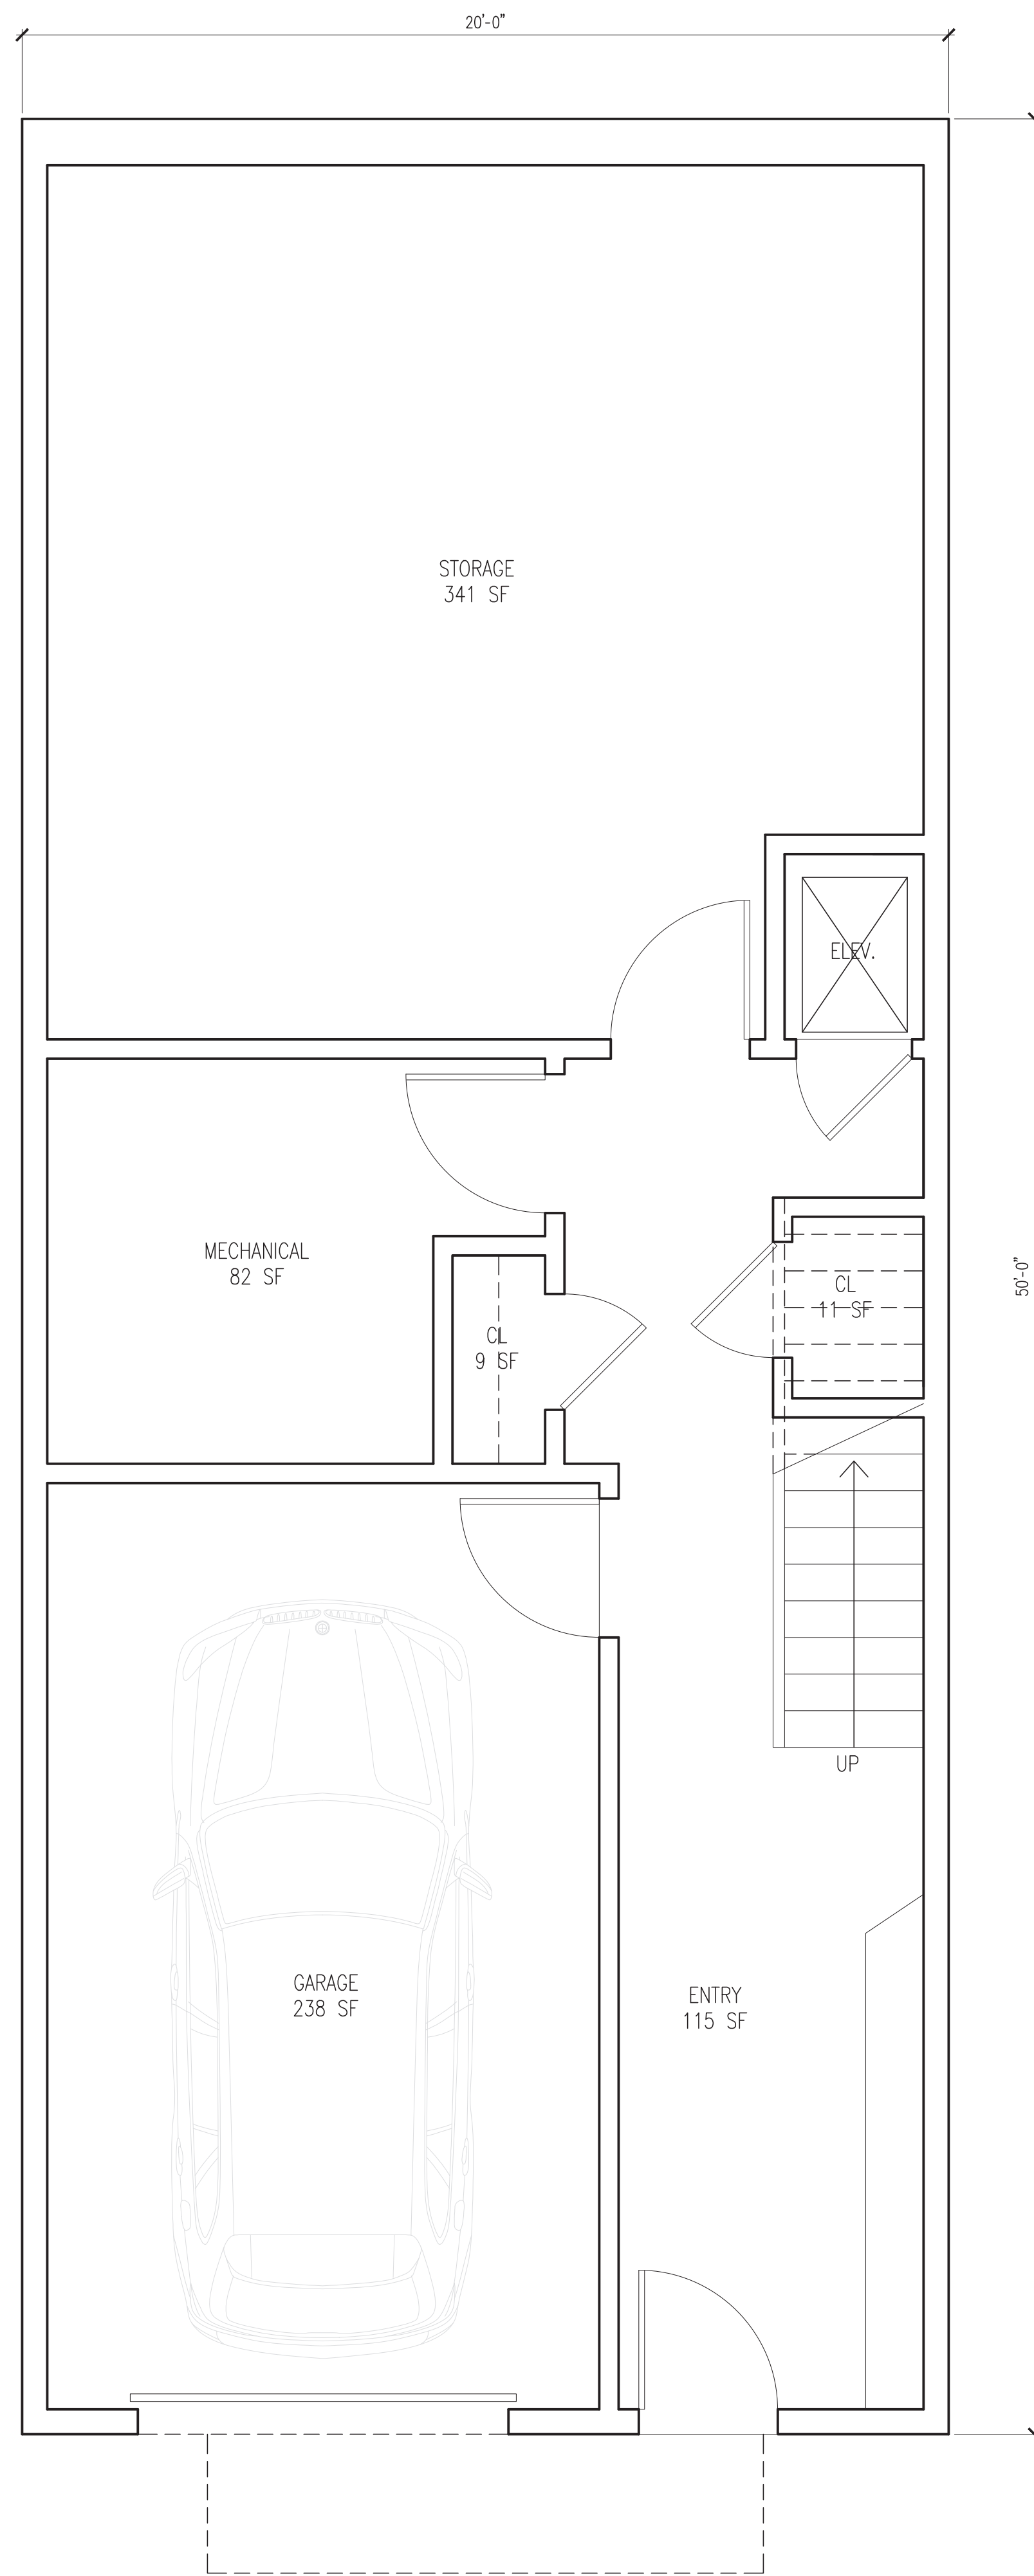 20'-0"
STORAGE
341 SF
ELEV.
MECHANICAL
82 SF
50'-0"
CL
11 SF
CL
9 SF
UP
GARAGE
238 SF
ENTRY
115 SF